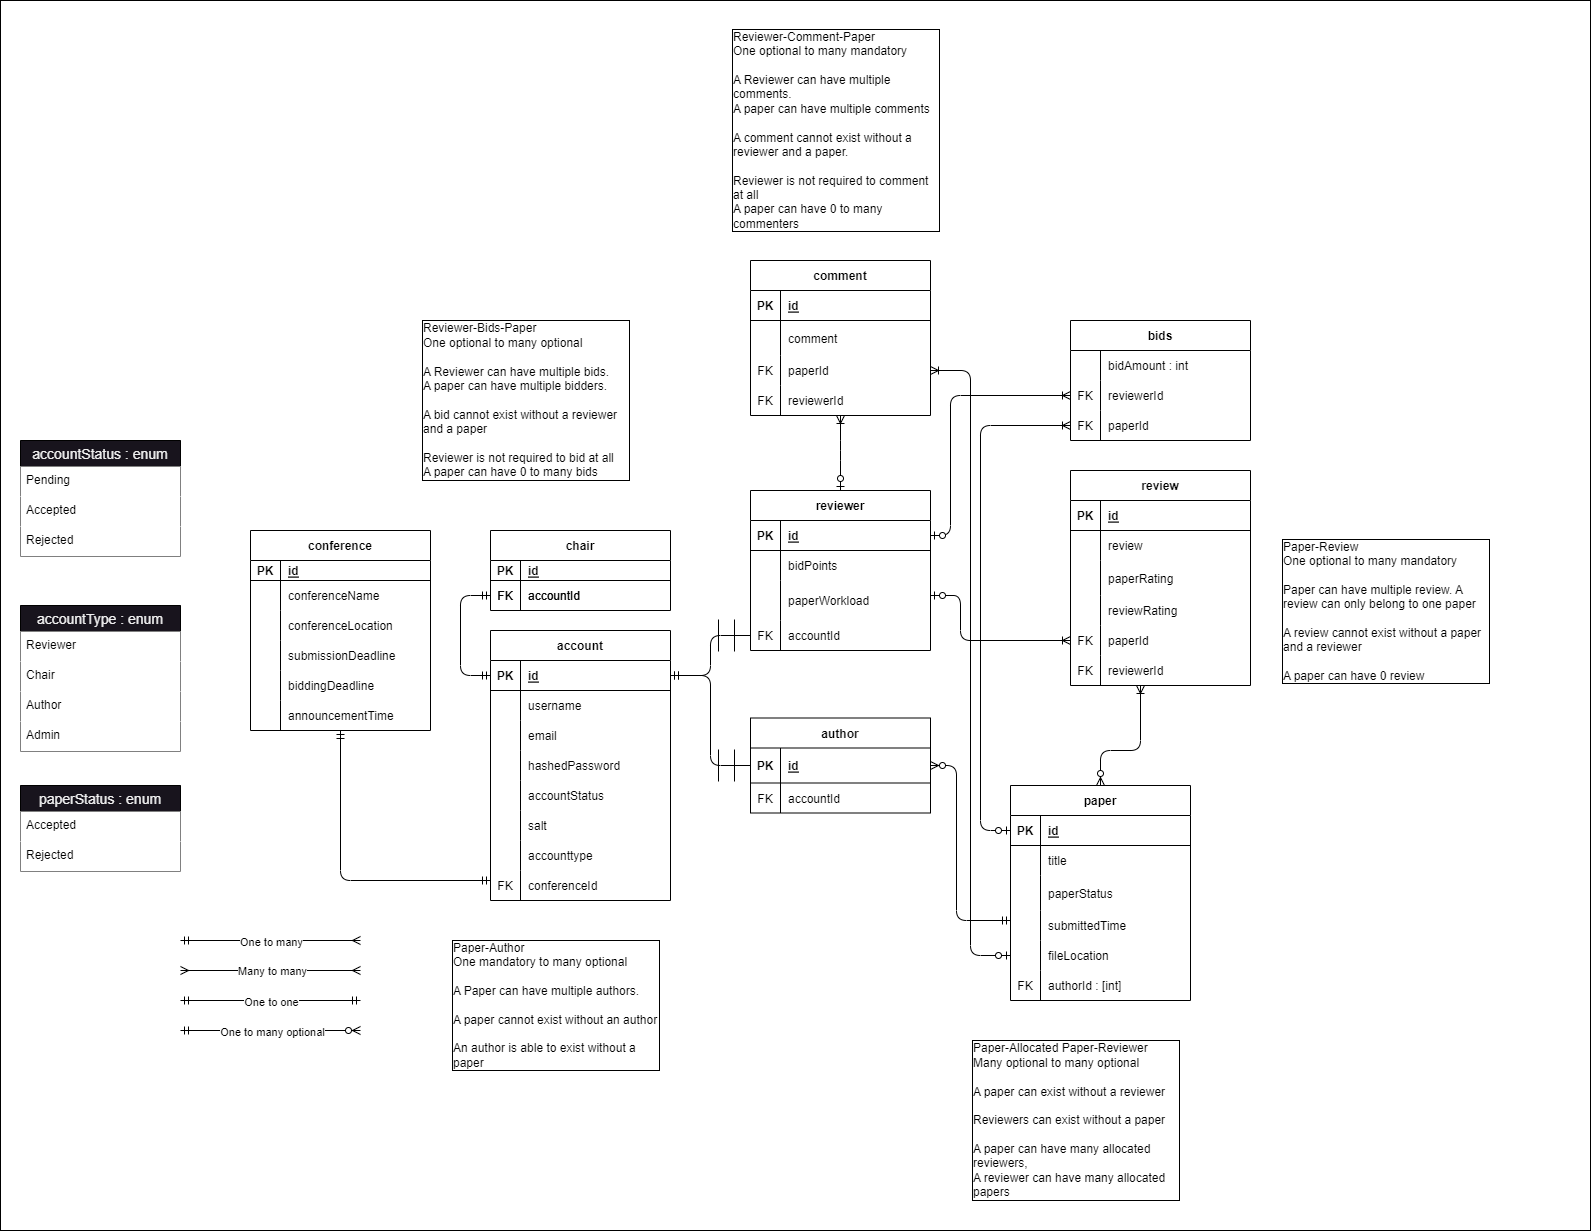 Reviewer-Comment-Paper
One optional to many mandatory
A Reviewer can have multiple
comments.
A paper can have multiple comments
A comment cannot exist without a
reviewer and a paper.
Reviewer is not required to comment
at all
A paper can have 0 to many
commenters
comment
PK id
comment
FK paperId
FK reviewerId
Reviewer-Bids-Paper
One optional to many optional
A Reviewer can have multiple bids.
A paper can have multiple bidders.
A bid cannot exist without a reviewer
and a paper
Reviewer is not required to bid at all
A paper can have 0 to many bids
bids
bidAmount : int
FK reviewerId
FK paperId
accountStatus : enum
Pending
Accepted
Rejected
reviewer
PK id
bidPoints
paperWorkload
FK accountId
review
PK id
review
paperRating
reviewRating
FK paperId
FK reviewerId
Paper-Review
One optional to many mandatory
Paper can have multiple review. A
review can only belong to one paper
A review cannot exist without a paper
and a reviewer
A paper can have 0 review
conference
PK id
conferenceName
conferenceLocation
submissionDeadline
biddingDeadline
announcementTime
chair
PK id
FK accountId
accountType : enum
Reviewer
Chair
Author
Admin
account
PK id
username
email
hashedPassword
accountStatus
salt
accounttype
FK conferenceId
author
PK id
FK accountId
paperStatus : enum
Accepted
Rejected
paper
PK id
title
paperStatus
submittedTime
fileLocation
FK authorId : [int]
One to many
Many to many
One to one
One to many optional
Paper-Author
One mandatory to many optional
A Paper can have multiple authors.
A paper cannot exist without an author
An author is able to exist without a
paper
Paper-Allocated Paper-Reviewer
Many optional to many optional
A paper can exist without a reviewer
Reviewers can exist without a paper
A paper can have many allocated
reviewers,
A reviewer can have many allocated
papers